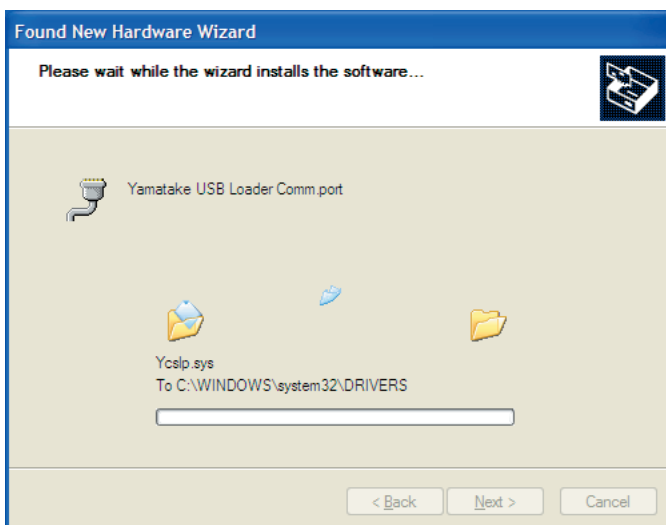 Found New Hardware Wizard
Please wait while the wizard installs the software...
Yamatake USB Loader Comm.port
Ycslp.sys
To C:\WINDOWS\system32\DRIVERS
< Back Next > Cancel